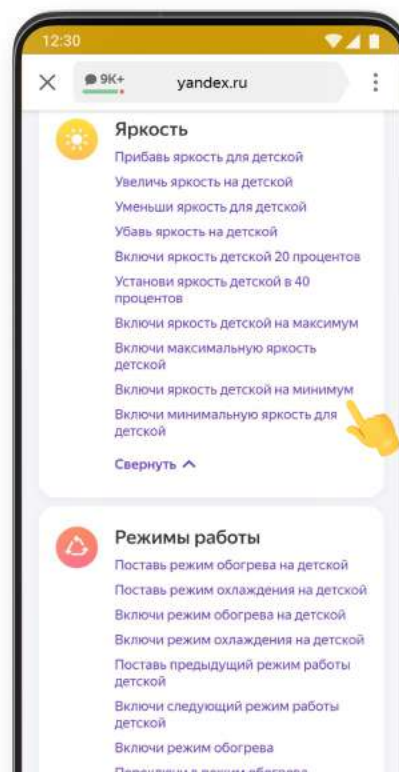 12:30
9K+
yandex.ru
Яркость
Прибавь яркость для детской
Увеличь яркость на детской
Уменьши яркость для детской
Убавь яркость на детской
Включи яркость детской 20 процентов
Установи яркость детской в 40
процентов
Включи яркость детской на максимум
Включи максимальную яркость
детской
Включи яркость детской на минимум
Включи минимальную яркость для
детской
Свернуть
Режимы работы
Поставь режим обогрева на детской
Поставь режим охлаждения на детской
Включи режим обогрева на детской
Включи режим охлаждения на детской
Поставь предыдущий режим работы
детской
Включи следующий режим работы
детской
Включи режим обогрева